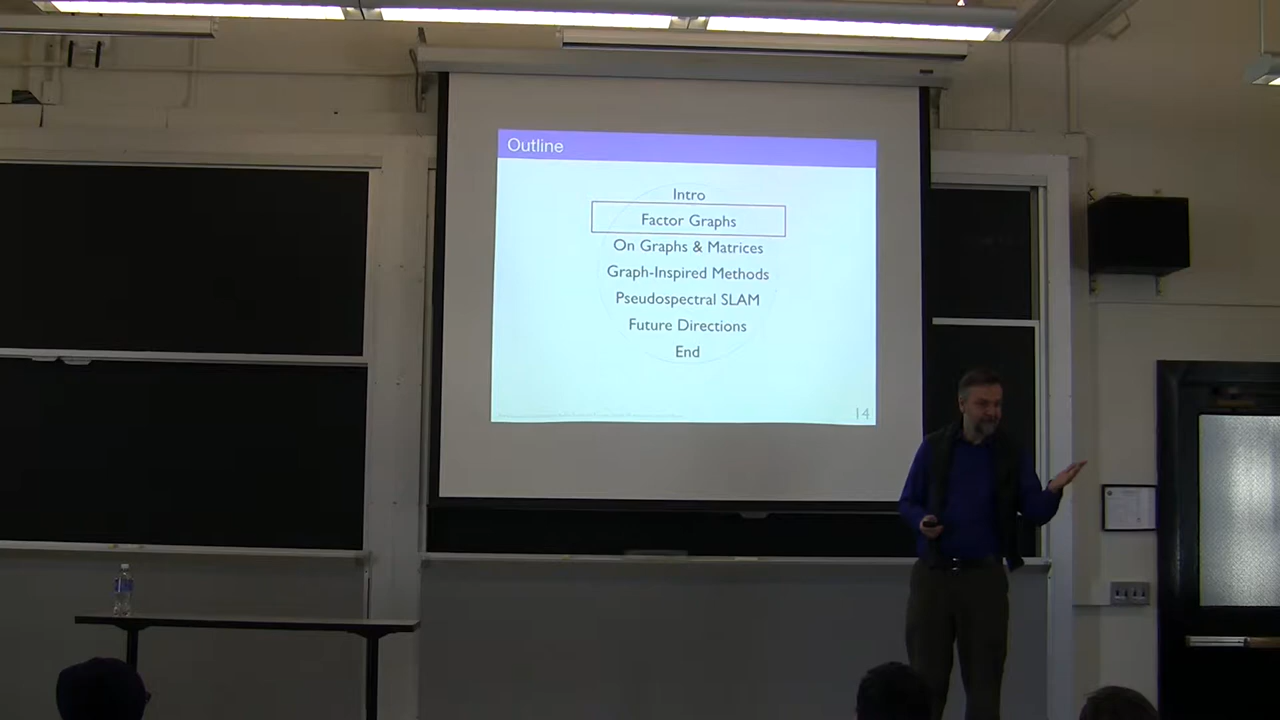 Outline
Intro
Factor Graphs
On Graphs & Matrices
Graph-Inspired Methods
Pseudospectral SLAM
Future Directions
End
14